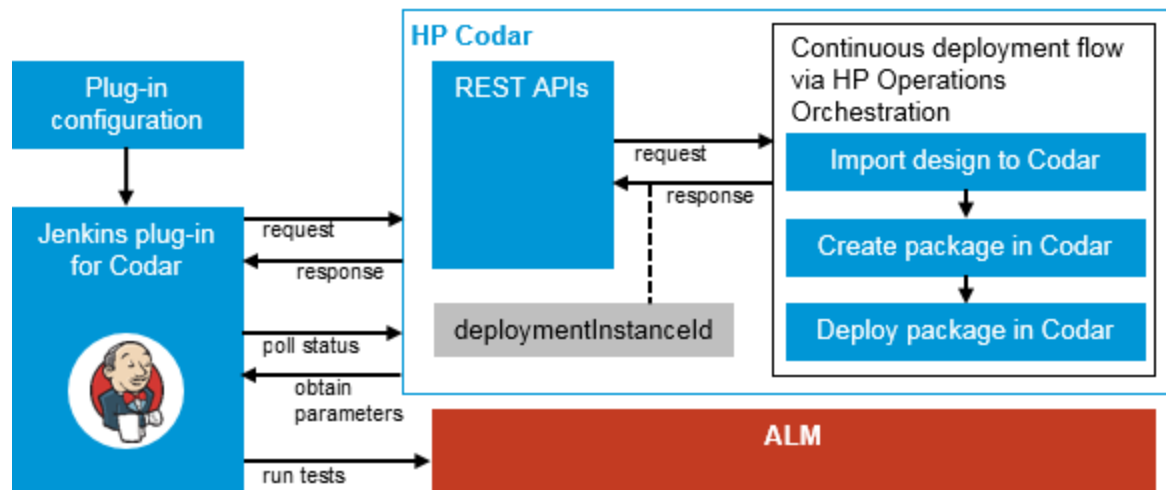 HP Codar
Plug-in
configuration
REST APIs
Continuous deployment flow
via HP Operations
Orchestration
request
response
Import design to Codar
Create package in Codar
Deploy package in Codar
Jenkins plug-in
for Codar
request
response
deploymentInstanceId
poll status
obtain
parameters
run tests
ALM